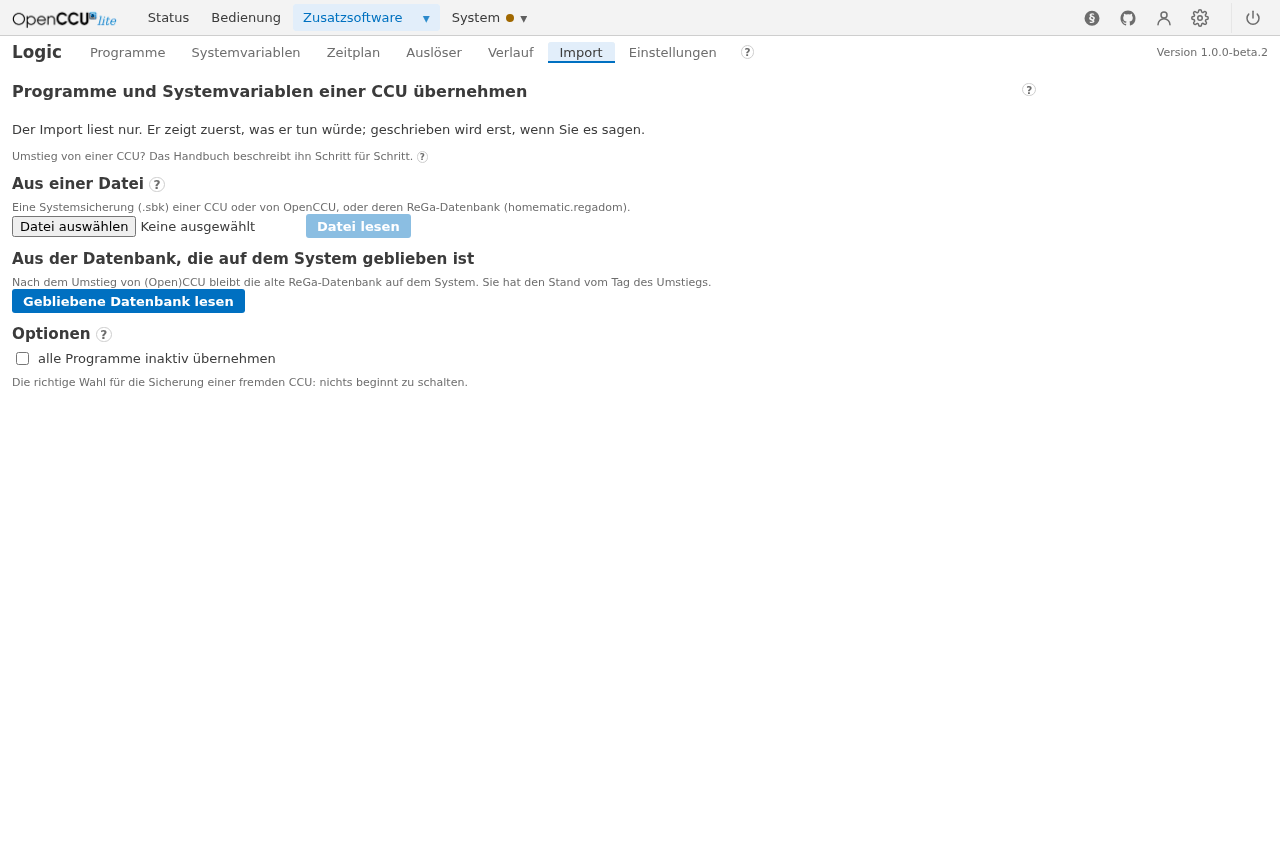 OpenCCU lite Status Bedienung Zusatzsoftware ▼ System ▼
Logic Programme Systemvariablen Zeitplan Auslöser Verlauf Import Einstellungen ? Version 1.0.0-beta.2
Programme und Systemvariablen einer CCU übernehmen ?
Der Import liest nur. Er zeigt zuerst, was er tun würde; geschrieben wird erst, wenn Sie es sagen.
Umstieg von einer CCU? Das Handbuch beschreibt ihn Schritt für Schritt. ?
Aus einer Datei ?
Eine Systemsicherung (.sbk) einer CCU oder von OpenCCU, oder deren ReGa-Datenbank (homematic.regadom).
Datei auswählen Keine ausgewählt Datei lesen
Aus der Datenbank, die auf dem System geblieben ist
Nach dem Umstieg von (Open)CCU bleibt die alte ReGa-Datenbank auf dem System. Sie hat den Stand vom Tag des Umstiegs.
Gebliebene Datenbank lesen
Optionen ?
alle Programme inaktiv übernehmen
Die richtige Wahl für die Sicherung einer fremden CCU: nichts beginnt zu schalten.